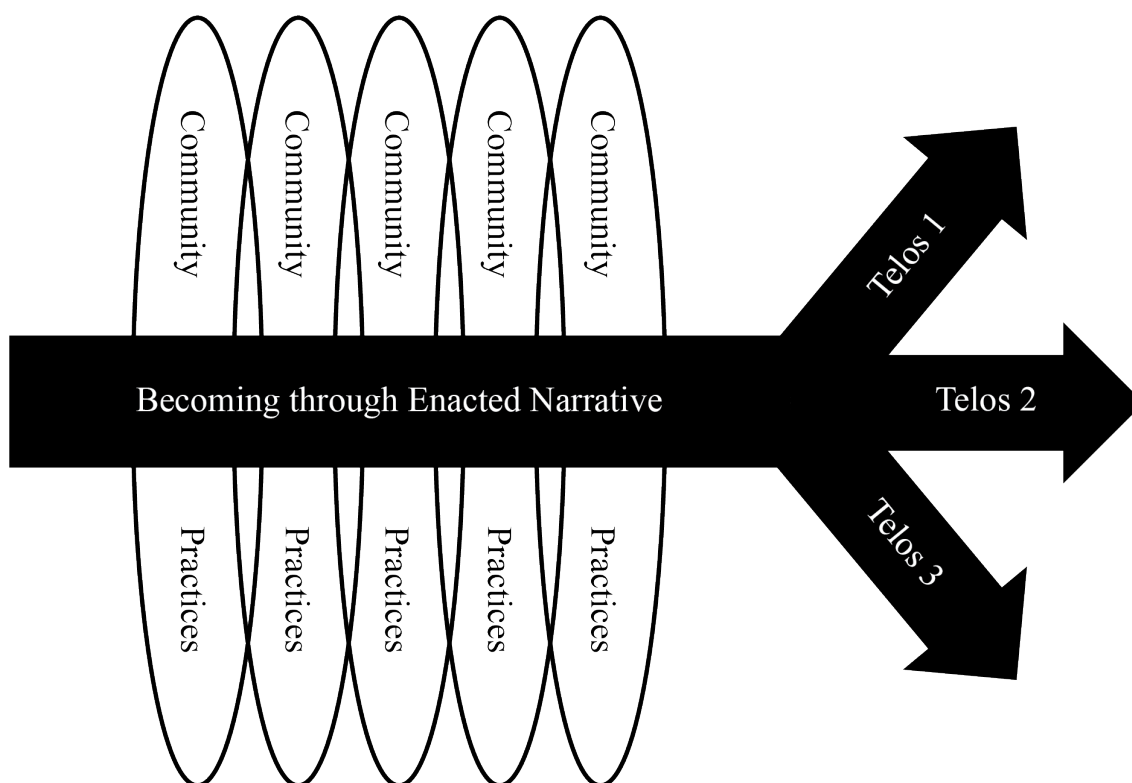 Community
Community
Community
Community
Community
Telos 1
Becoming through Enacted Narrative
Telos 2
Telos 3
Practices
Practices
Practices
Practices
Practices